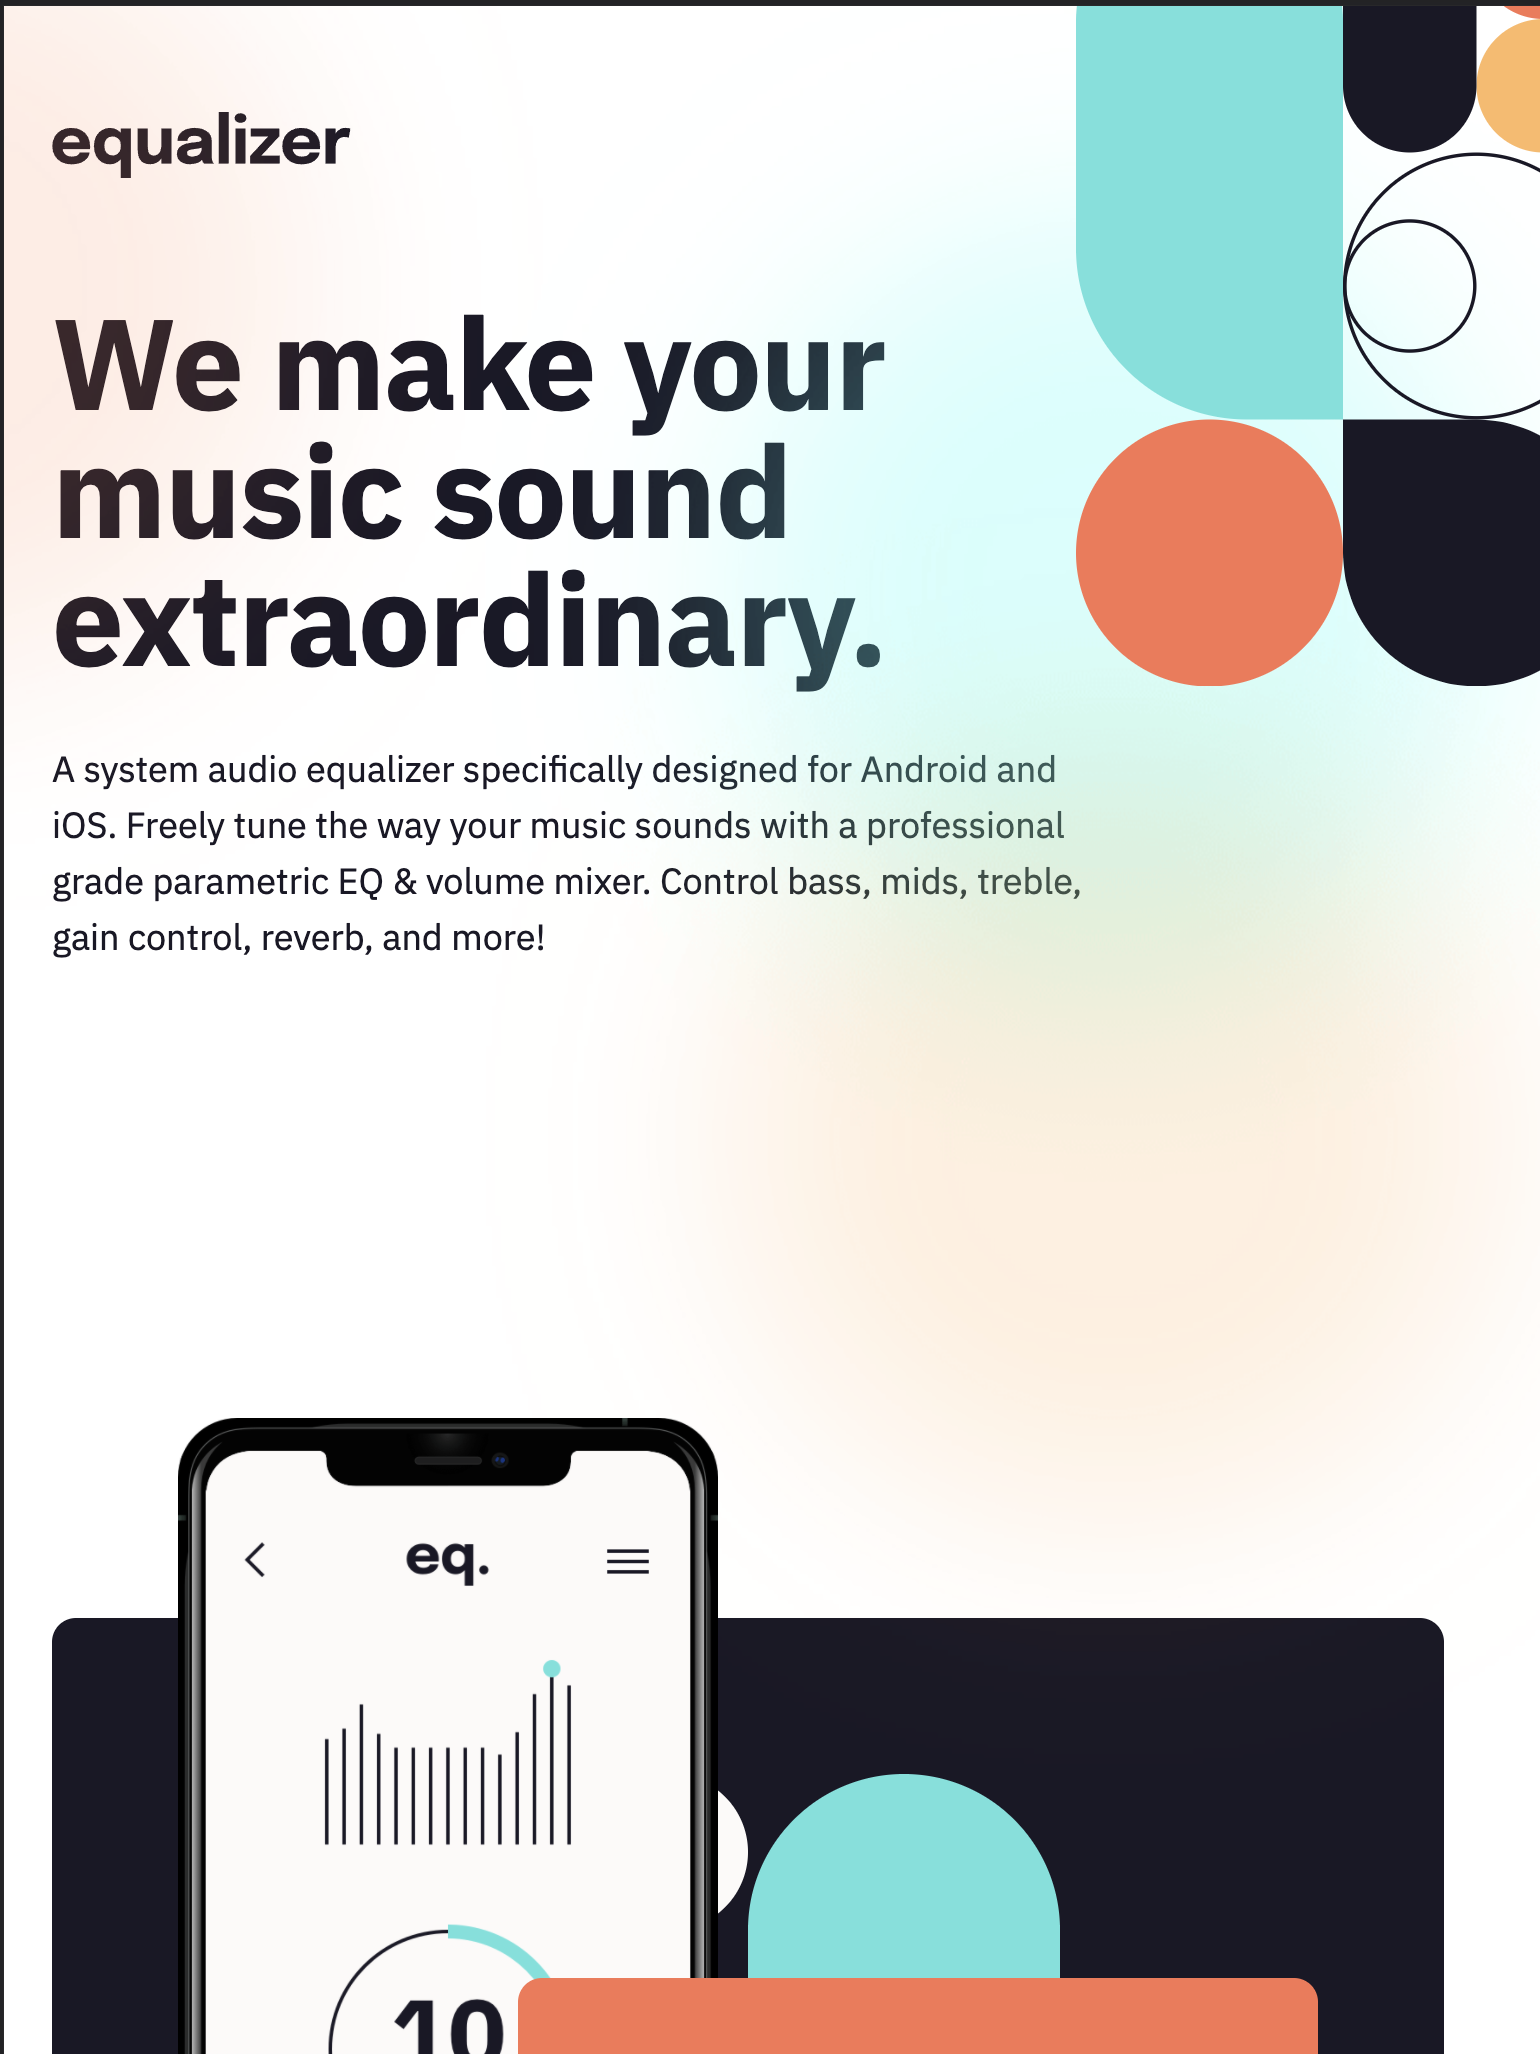 equalizer
We make your
music sound
extraordinary.
A system audio equalizer specifically designed for Android and
iOS. Freely tune the way your music sounds with a professional
grade parametric EQ & volume mixer. Control bass, mids, treble,
gain control, reverb, and more!
eq.
10